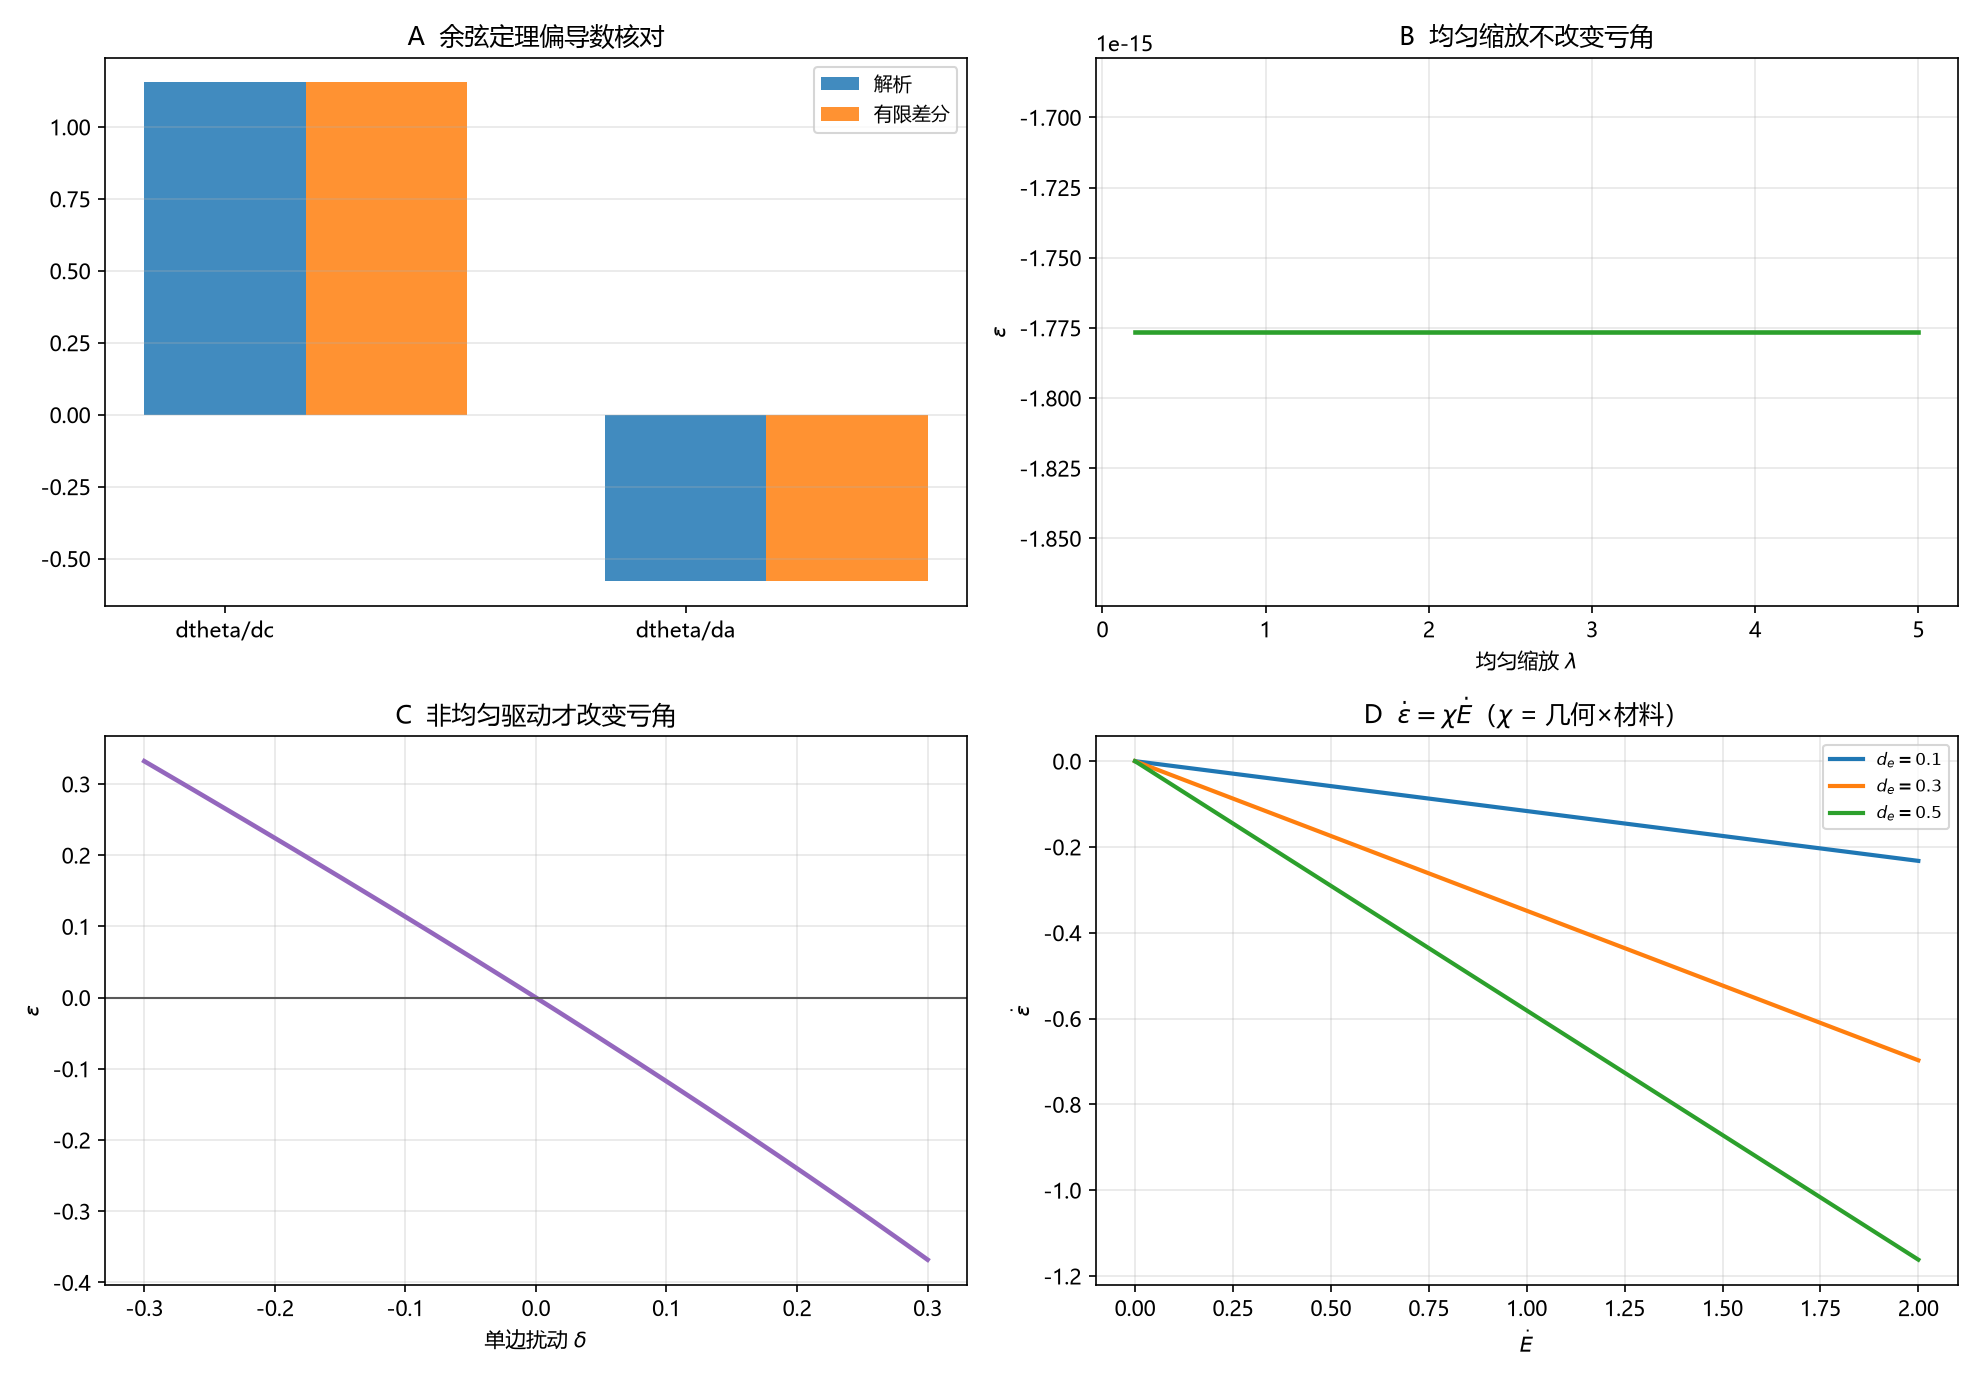 A 余弦定理偏导数核对
解析
有限差分
1.00
0.75
0.50
0.25
0.00
-0.25
-0.50
dtheta/dc dtheta/da
B 均匀缩放不改变亏角
1e-15
-1.700
-1.725
-1.750
-1.775
-1.800
-1.825
-1.850
ε
0 1 2 3 4 5
均匀缩放 λ
C 非均匀驱动才改变亏角
0.3
0.2
0.1
0.0
-0.1
-0.2
-0.3
-0.4
ε
-0.3 -0.2 -0.1 0.0 0.1 0.2 0.3
单边扰动 δ
D ε̇ = χĖ (χ = 几何×材料)
d_e = 0.1
d_e = 0.3
d_e = 0.5
0.0
-0.2
-0.4
-0.6
-0.8
-1.0
-1.2
ε̇
0.00 0.25 0.50 0.75 1.00 1.25 1.50 1.75 2.00
Ė